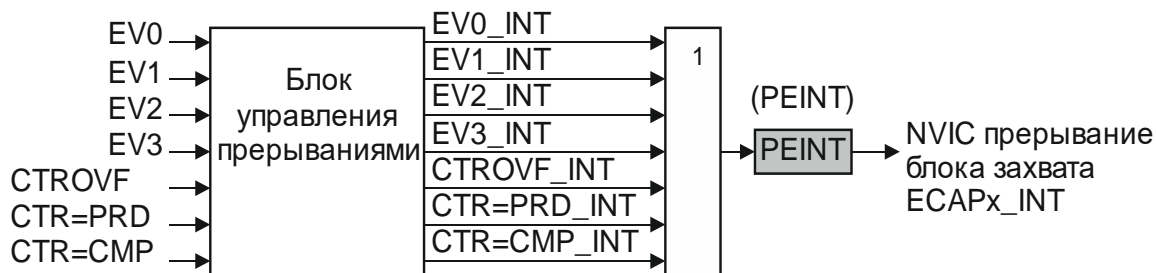 EV0
EV1
EV2
EV3
CTROVF
CTR=PRD
CTR=CMP
Блок
управления
прерываниями
EV0_INT
EV1_INT
EV2_INT
EV3_INT
CTROVF_INT
CTR=PRD_INT
CTR=CMP_INT
1
(PEINT)
PEINT
NVIC прерывание
блока захвата
ECAPx_INT